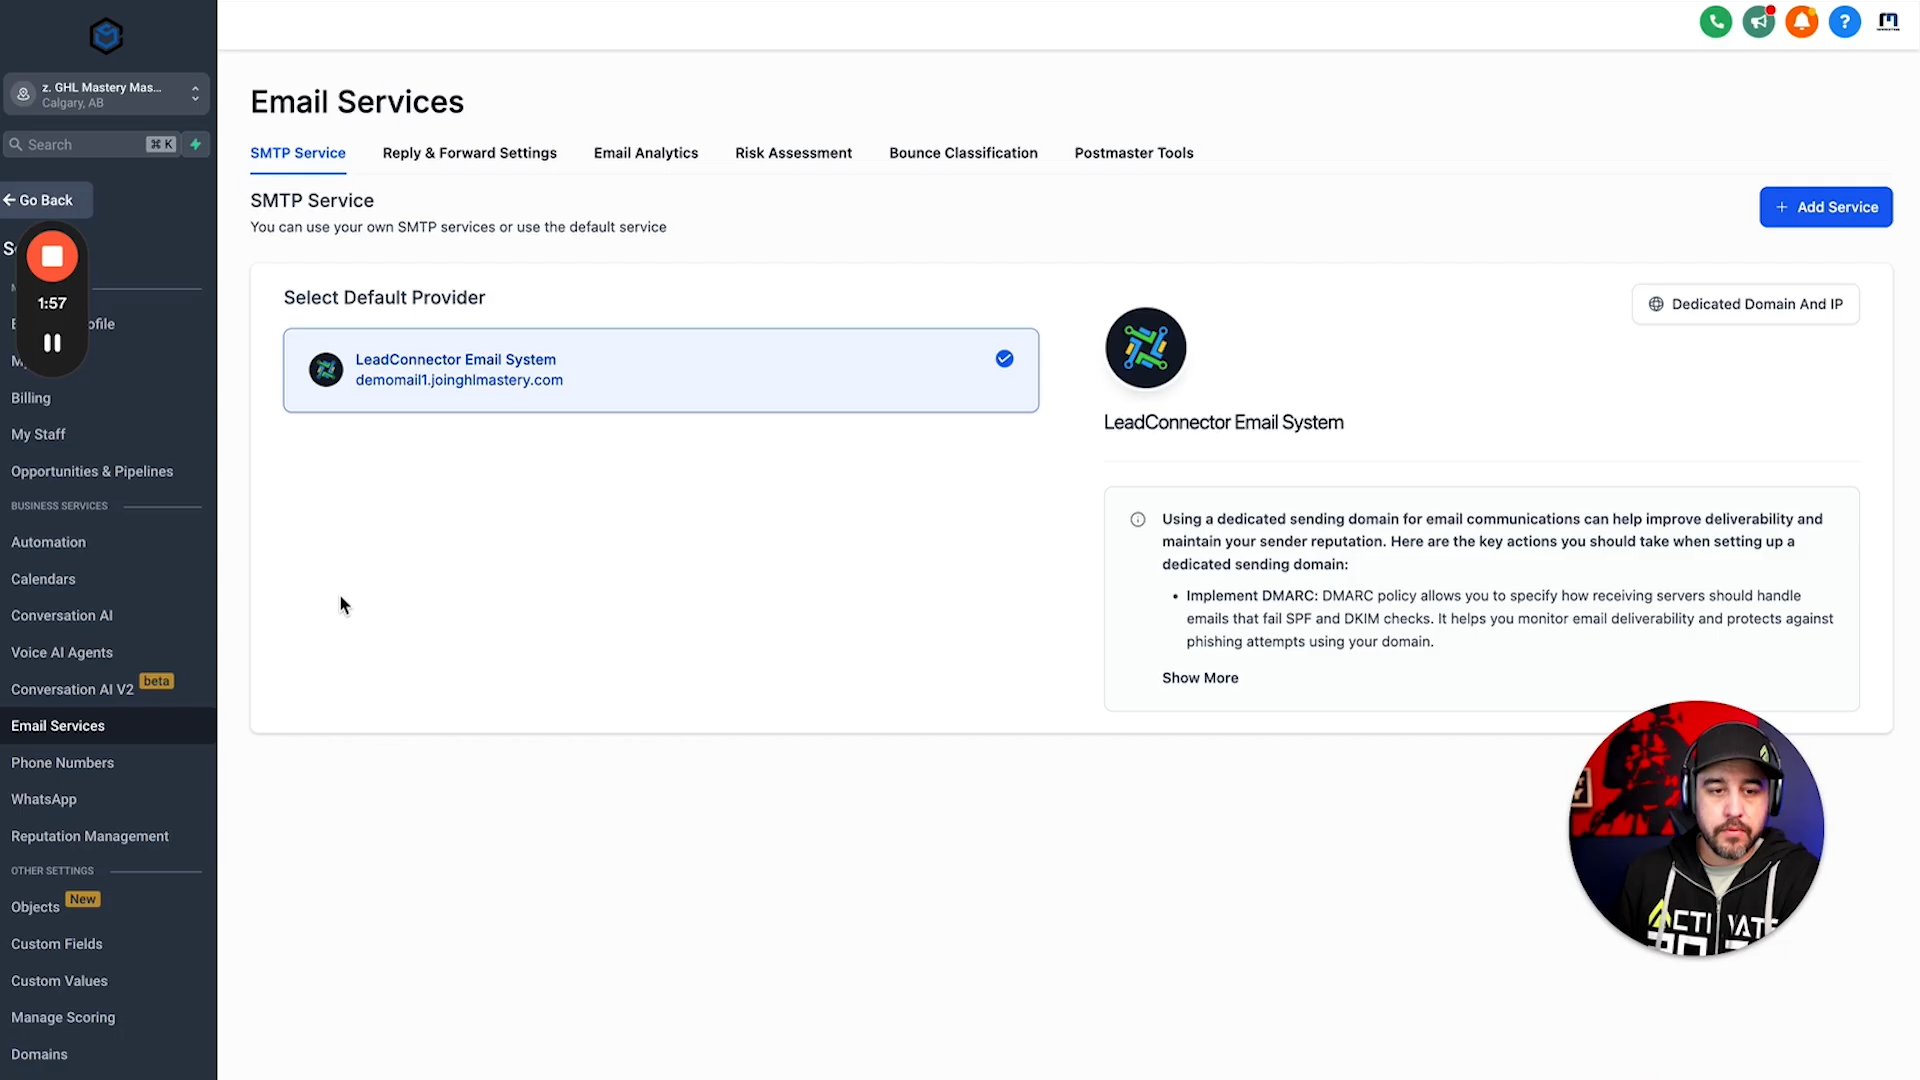 z. GHL Mastery Mas...
Calgary, AB
Search
⌘ K
Go Back
1:57
Billing
My Staff
Opportunities & Pipelines
BUSINESS SERVICES
Automation
Calendars
Conversation AI
Voice AI Agents
Conversation AI V2 beta
Email Services
Phone Numbers
WhatsApp
Reputation Management
OTHER SETTINGS
Objects New
Custom Fields
Custom Values
Manage Scoring
Domains
Email Services
SMTP Service Reply & Forward Settings Email Analytics Risk Assessment Bounce Classification Postmaster Tools
SMTP Service
You can use your own SMTP services or use the default service
+ Add Service
Select Default Provider
LeadConnector Email System
demomail1.joinghlmastery.com
Dedicated Domain And IP
LeadConnector Email System
Using a dedicated sending domain for email communications can help improve deliverability and
maintain your sender reputation. Here are the key actions you should take when setting up a
dedicated sending domain:
• Implement DMARC: DMARC policy allows you to specify how receiving servers should handle
emails that fail SPF and DKIM checks. It helps you monitor email deliverability and protects against
phishing attempts using your domain.
Show More